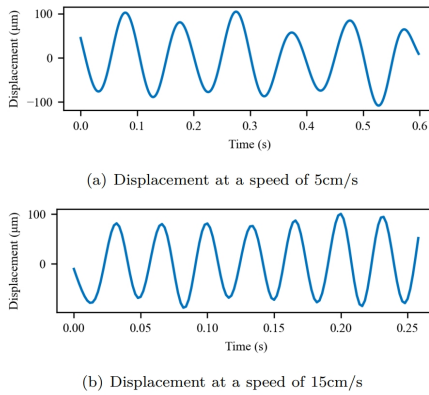 Displacement (μm)
100
0
−100
0.0 0.1 0.2 0.3 0.4 0.5 0.6
Time (s)
(a) Displacement at a speed of 5cm/s
Displacement (μm)
100
0
0.00 0.05 0.10 0.15 0.20 0.25
Time (s)
(b) Displacement at a speed of 15cm/s